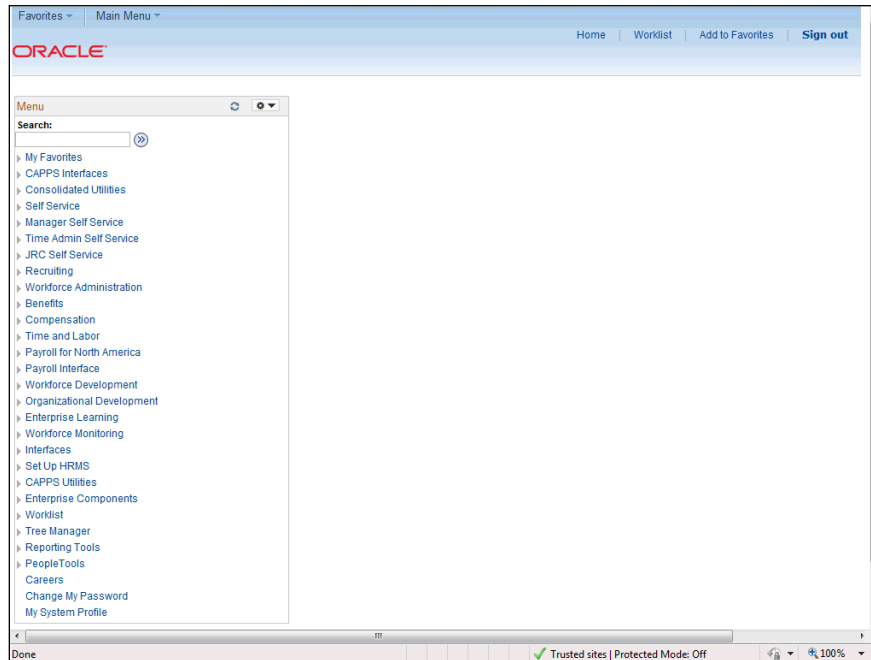 Favorites Main Menu
Home Worklist Add to Favorites Sign out
ORACLE
Menu
Search:
My Favorites
CAPPS Interfaces
Consolidated Utilities
Self Service
Manager Self Service
Time Admin Self Service
JRC Self Service
Recruiting
Workforce Administration
Benefits
Compensation
Time and Labor
Payroll for North America
Payroll Interface
Workforce Development
Organizational Development
Enterprise Learning
Workforce Monitoring
Interfaces
Set Up HRMS
CAPPS Utilities
Enterprise Components
Worklist
Tree Manager
Reporting Tools
PeopleTools
Careers
Change My Password
My System Profile
Done Trusted sites | Protected Mode: Off 100%